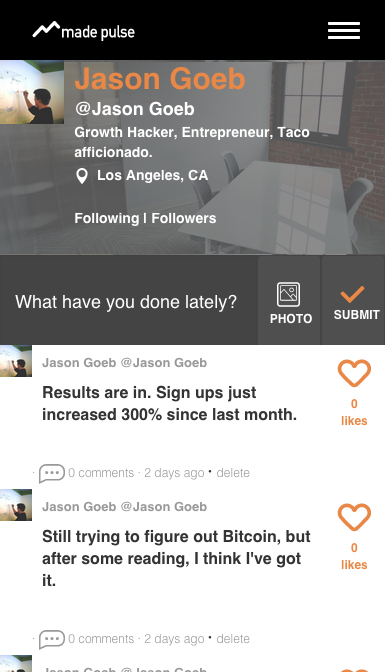 made pulse
Jason Goeb
@Jason Goeb
Growth Hacker, Entrepreneur, Taco
afficionado.
Los Angeles, CA
Following | Followers
What have you done lately?
PHOTO
SUBMIT
Jason Goeb @Jason Goeb
Results are in. Sign ups just
increased 300% since last month.
0
likes
· 0 comments · 2 days ago • delete
Jason Goeb @Jason Goeb
Still trying to figure out Bitcoin, but
after some reading, I think I've got
it.
0
likes
· 0 comments · 2 days ago • delete
Jason Goeb @Jason Goeb